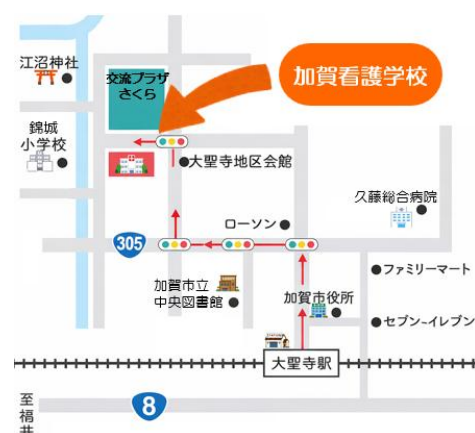 江沼神社
交流プラザ
さくら
加賀看護学校
錦城
小学校
大聖寺地区会館
久藤総合病院
ローソン
305
ファミリーマート
加賀市立
中央図書館
加賀市役所
セブン-イレブン
大聖寺駅
至福井
8